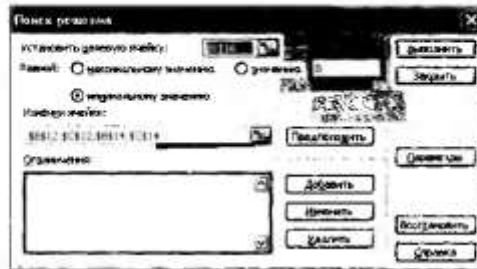 Поиск решения
Установить целевую ячейку:
Выполнить
Равной: максимальному значению значению: 0
Закрыть
минимальному значению
Изменяя ячейки:
Предположить
Ограничения:
Параметры
Добавить
Изменить
Восстановить
Удалить
Справка